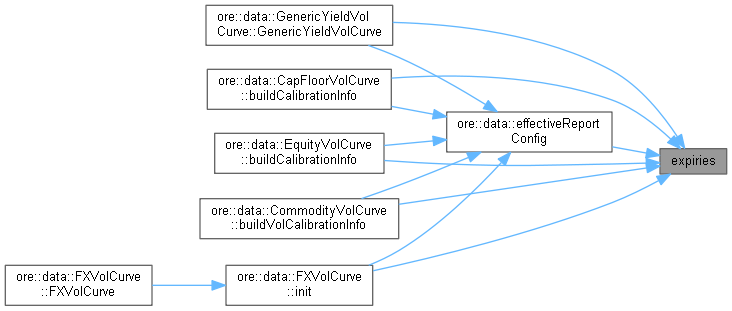 ore::data::GenericYieldVol
Curve::GenericYieldVolCurve
ore::data::CapFloorVolCurve
::buildCalibrationInfo
ore::data::effectiveReport
Config
ore::data::EquityVolCurve
::buildCalibrationInfo
expiries
ore::data::CommodityVolCurve
::buildVolCalibrationInfo
ore::data::FXVolCurve
::FXVolCurve
ore::data::FXVolCurve
::init